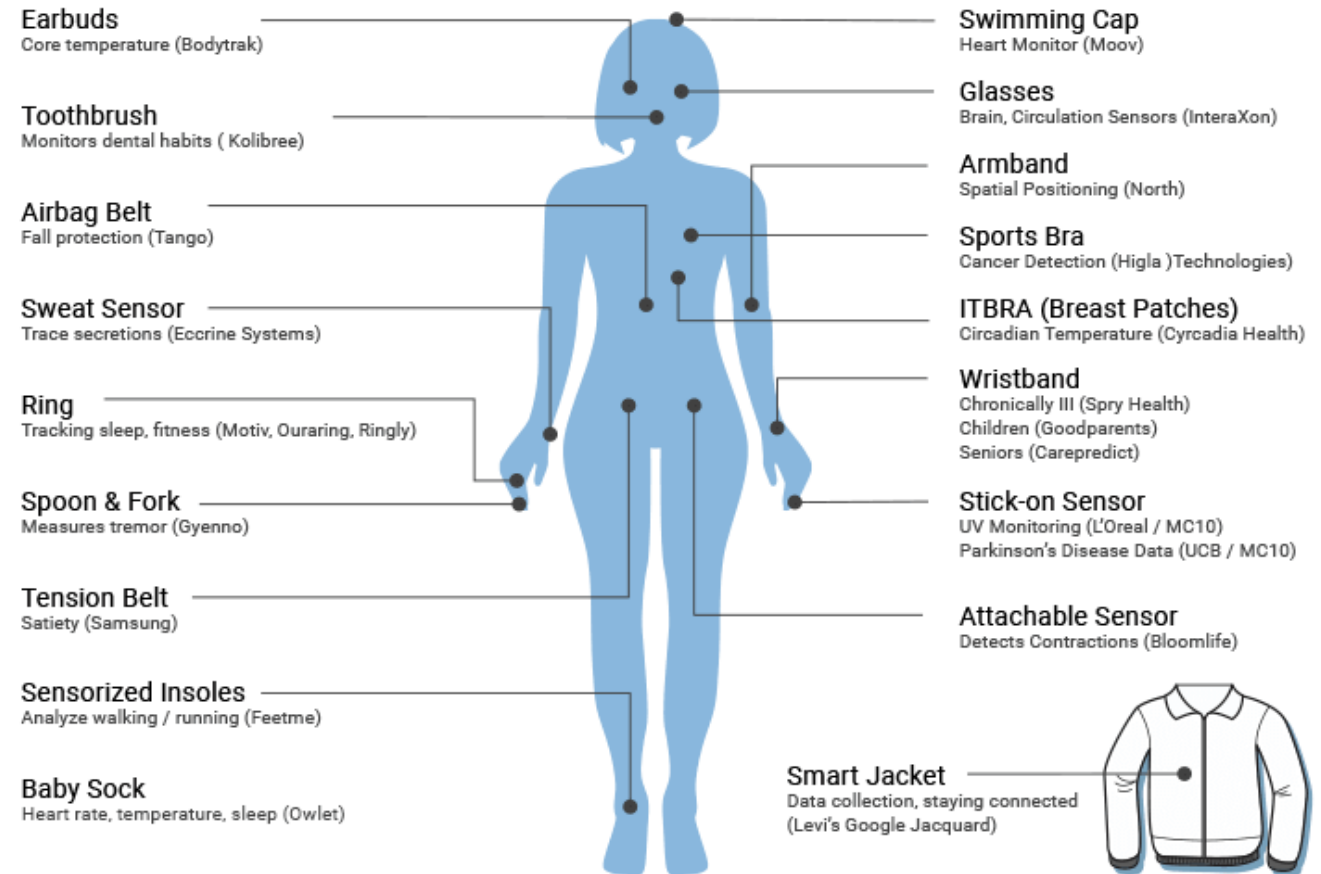 Earbuds
Core temperature (Bodytrak)
Toothbrush
Monitors dental habits ( Kolibree)
Airbag Belt
Fall protection (Tango)
Sweat Sensor
Trace secretions (Eccrine Systems)
Ring
Tracking sleep, fitness (Motiv, Ouraring, Ringly)
Spoon & Fork
Measures tremor (Gyenno)
Tension Belt
Satiety (Samsung)
Sensorized Insoles
Analyze walking / running (Feetme)
Baby Sock
Heart rate, temperature, sleep (Owlet)
Swimming Cap
Heart Monitor (Moov)
Glasses
Brain, Circulation Sensors (InteraXon)
Armband
Spatial Positioning (North)
Sports Bra
Cancer Detection (Higla )Technologies)
ITBRA (Breast Patches)
Circadian Temperature (Cyrcadia Health)
Wristband
Chronically III (Spry Health)
Children (Goodparents)
Seniors (Carepredict)
Stick-on Sensor
UV Monitoring (L’Oreal / MC10)
Parkinson’s Disease Data (UCB / MC10)
Attachable Sensor
Detects Contractions (Bloomlife)
Smart Jacket
Data collection, staying connected
(Levi’s Google Jacquard)